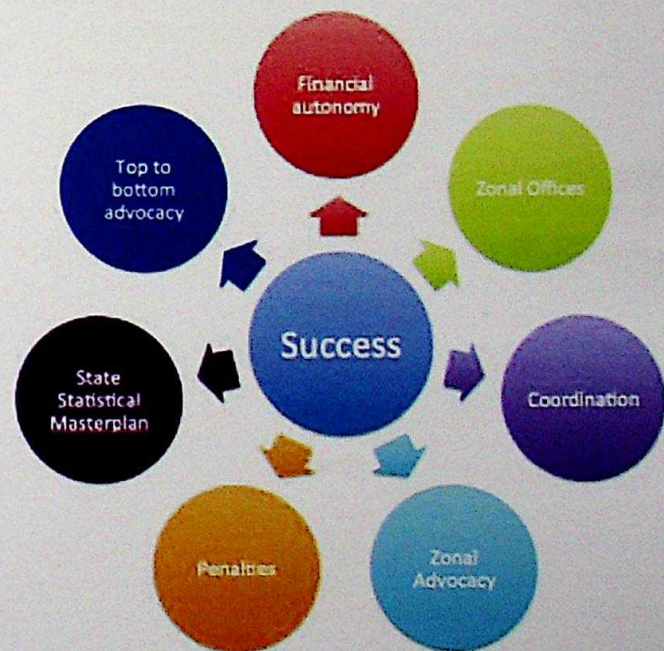 Financial
autonomy
Zonal Offices
Coordination
Zonal
Advocacy
Penalties
State
Statistical
Masterplan
Top to
bottom
advocacy
Success